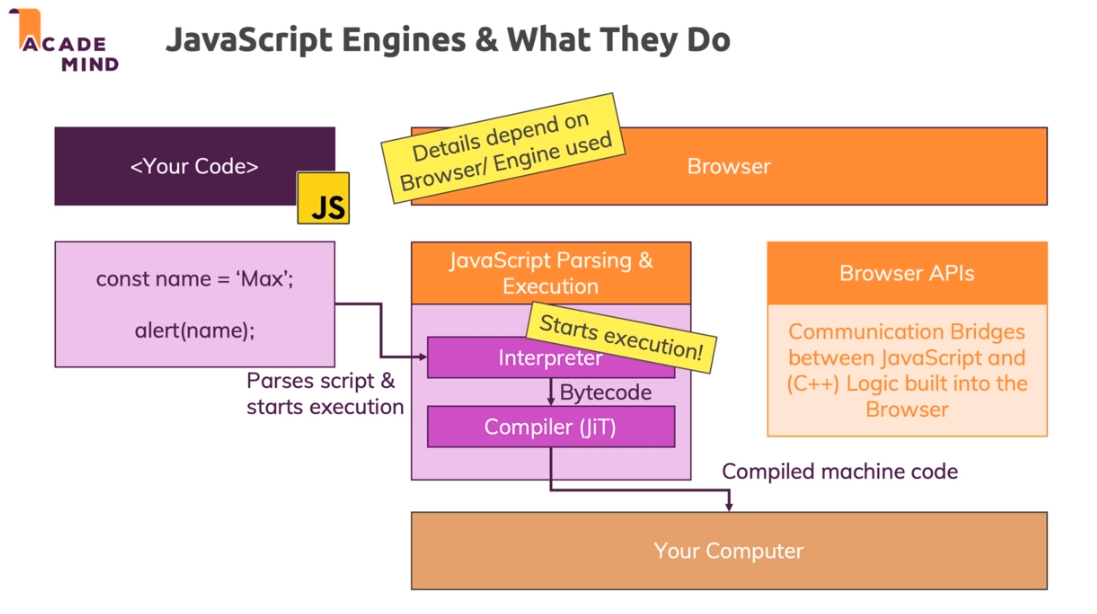 ACADE
MIND
JavaScript Engines & What They Do
<Your Code>
JS
Details depend on
Browser/ Engine used
Browser
const name = ‘Max’;
alert(name);
Parses script &
starts execution
JavaScript Parsing &
Execution
Starts execution!
Interpreter
Bytecode
Compiler (JiT)
Browser APIs
Communication Bridges
between JavaScript and
(C++) Logic built into the
Browser
Compiled machine code
Your Computer